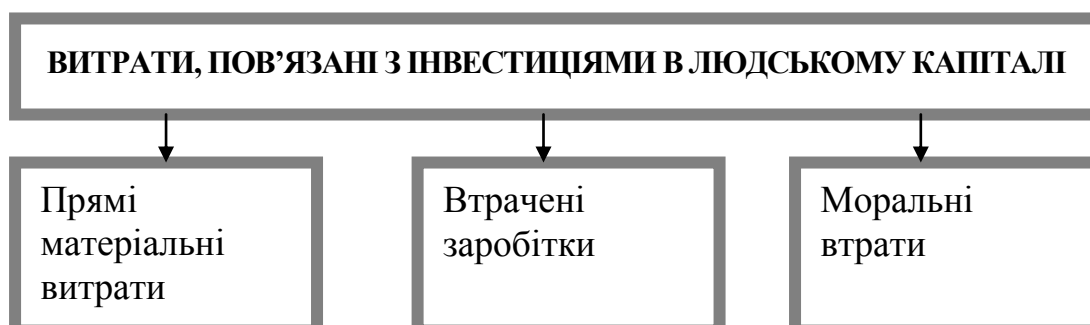 ВИТРАТИ, ПОВ’ЯЗАНІ З ІНВЕСТИЦІЯМИ В ЛЮДСЬКОМУ КАПІТАЛІ
Прямі
матеріальні
витрати
Втрачені
заробітки
Моральні
втрати